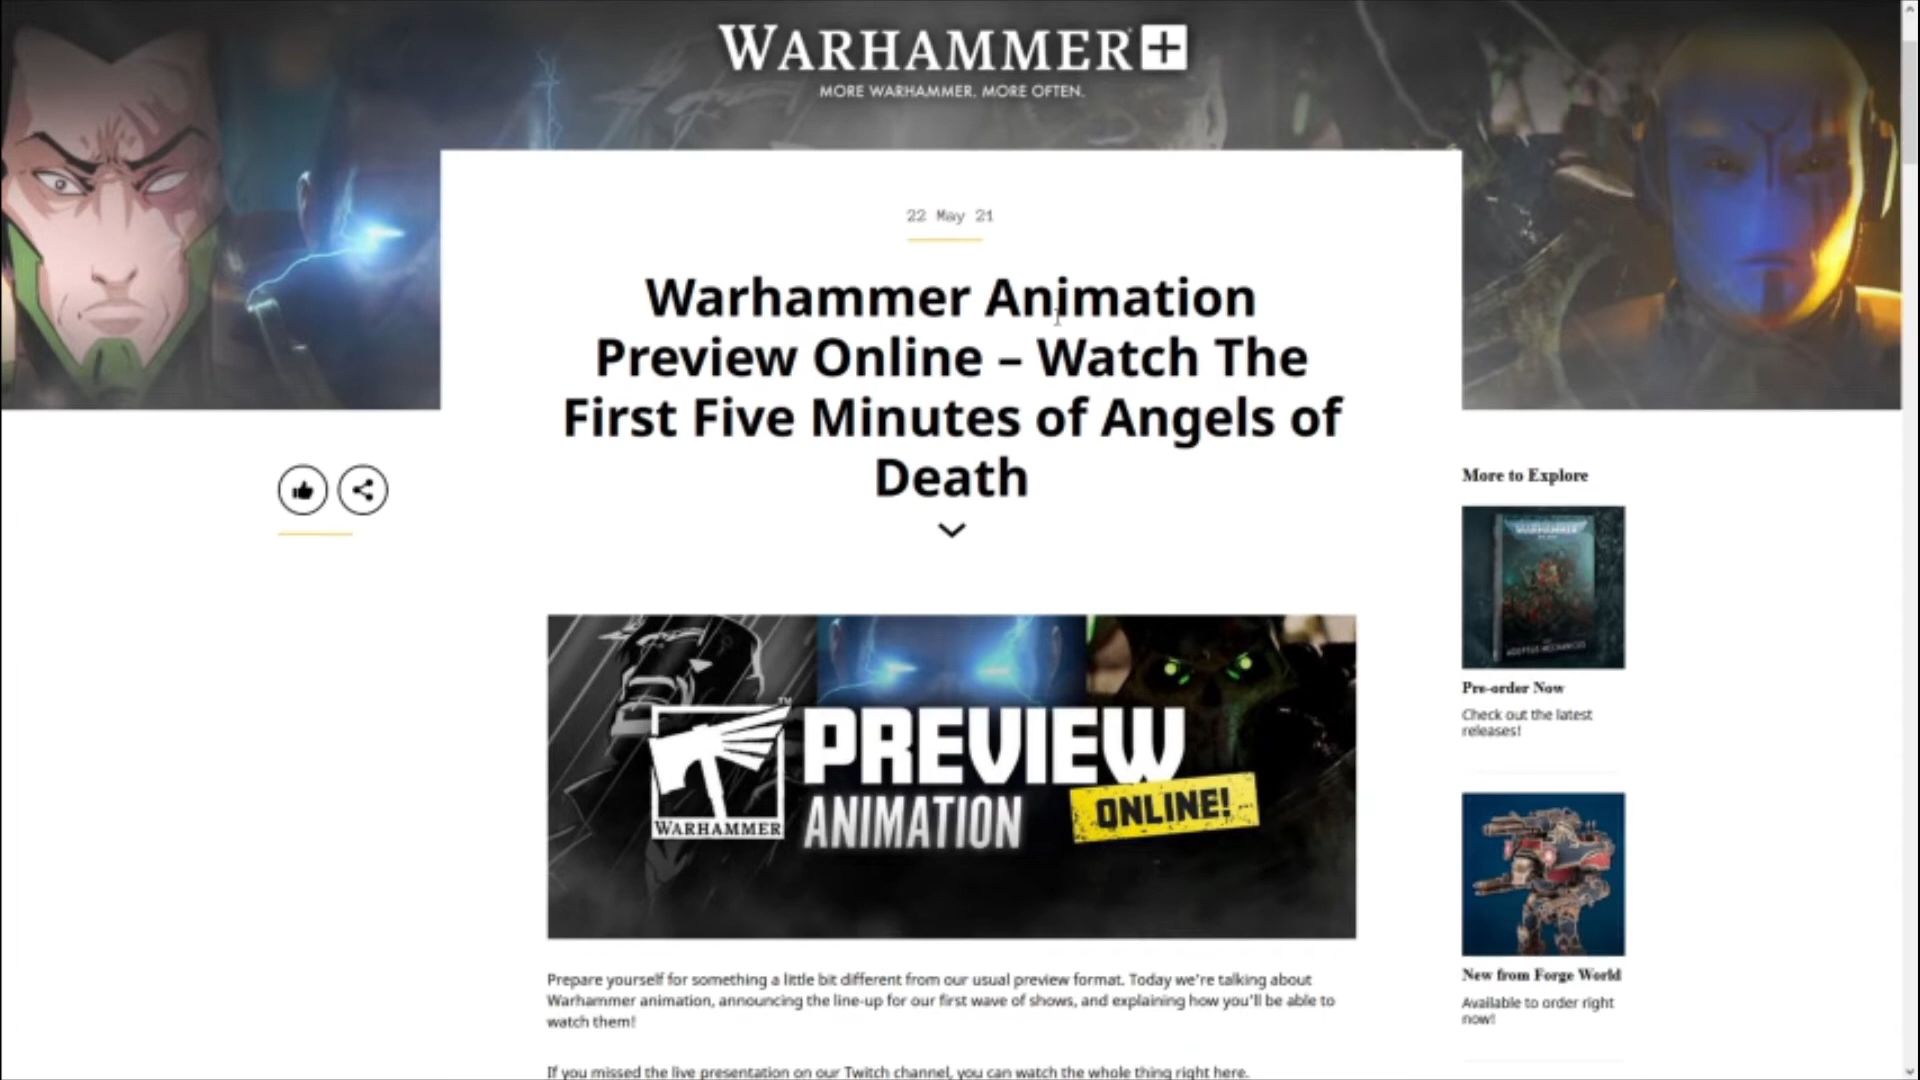 WARHAMMER+
MORE WARHAMMER. MORE OFTEN.
22 May 21
Warhammer Animation
Preview Online – Watch The
First Five Minutes of Angels of
Death
More to Explore
WARHAMMER
ADEPTUS MECHANICUS
Pre-order Now
Check out the latest
releases!
PREVIEW
ANIMATION
ONLINE!
WARHAMMER
TM
New from Forge World
Available to order right
now!
Prepare yourself for something a little bit different from our usual preview format. Today we're talking about
Warhammer animation, announcing the line-up for our first wave of shows, and explaining how you'll be able to
watch them!
If you missed the live presentation on our Twitch channel, you can watch the whole thing right here.